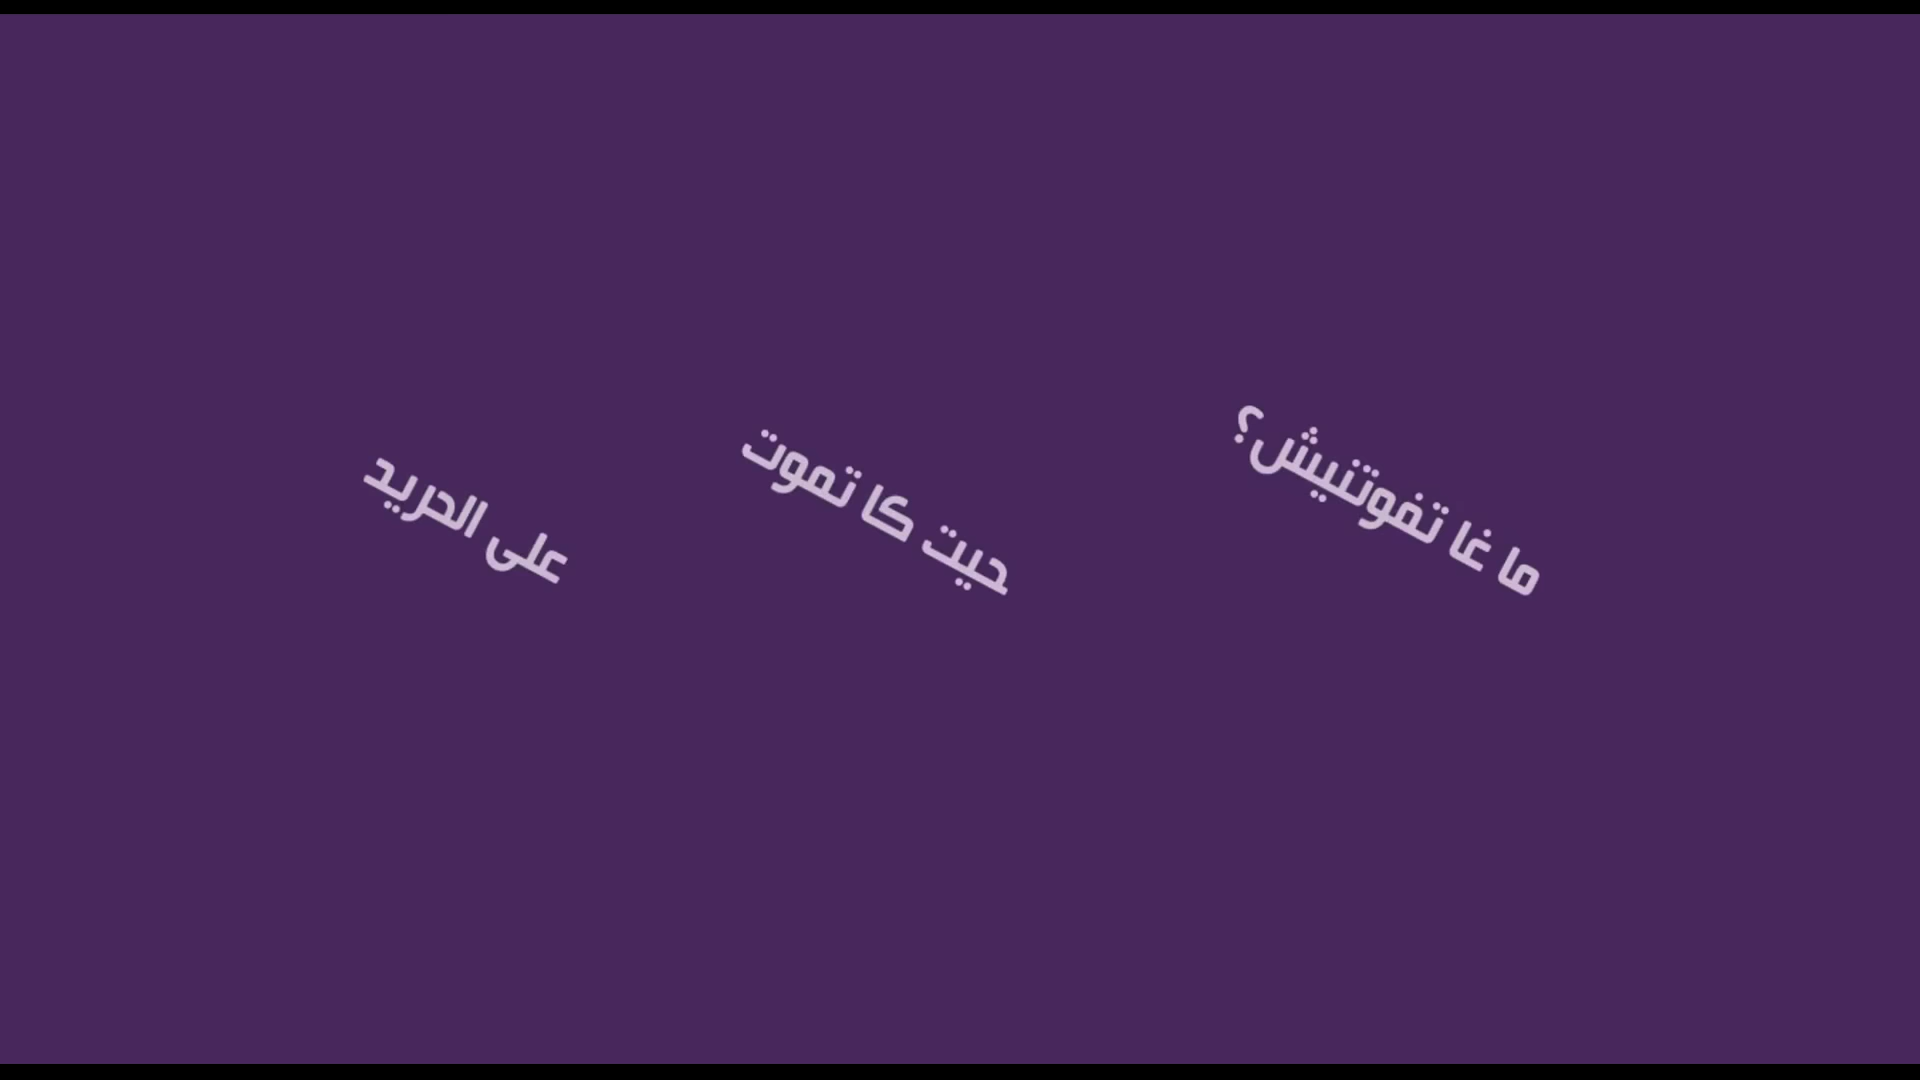 ما غا تفوتنيش؟
حيت كا تموت
على الحريد